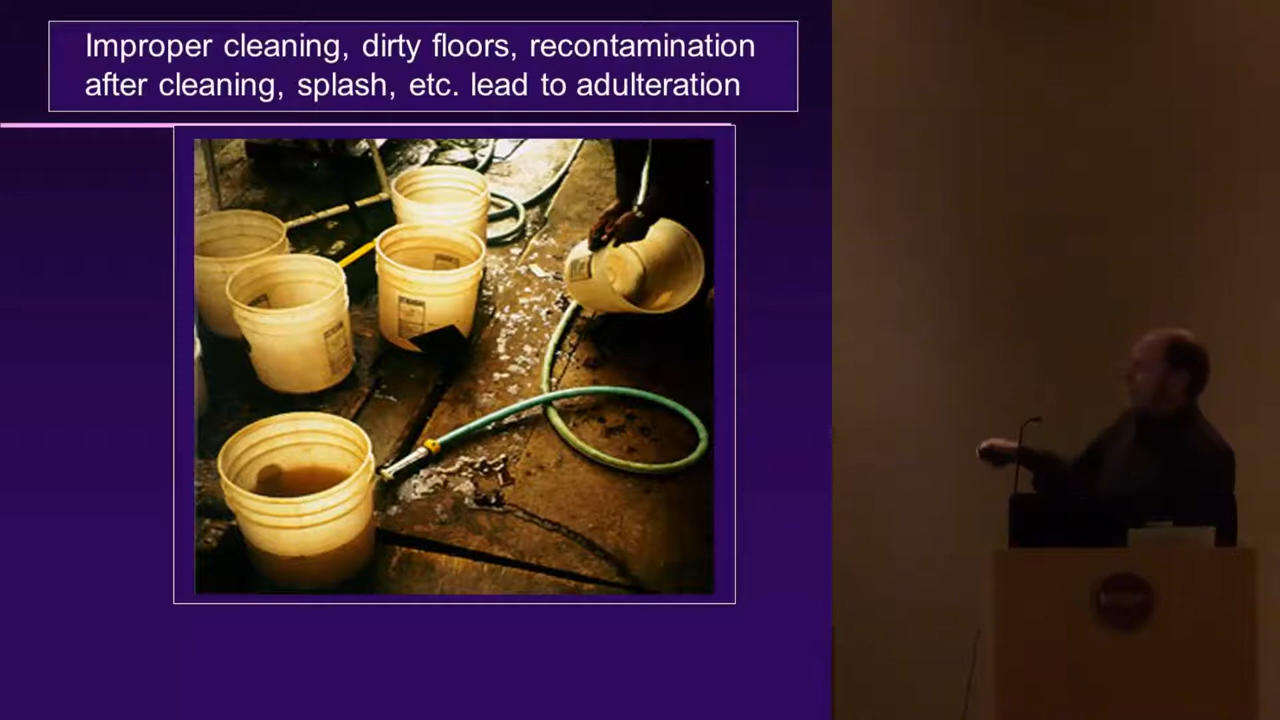 Improper cleaning, dirty floors, recontamination
after cleaning, splash, etc. lead to adulteration